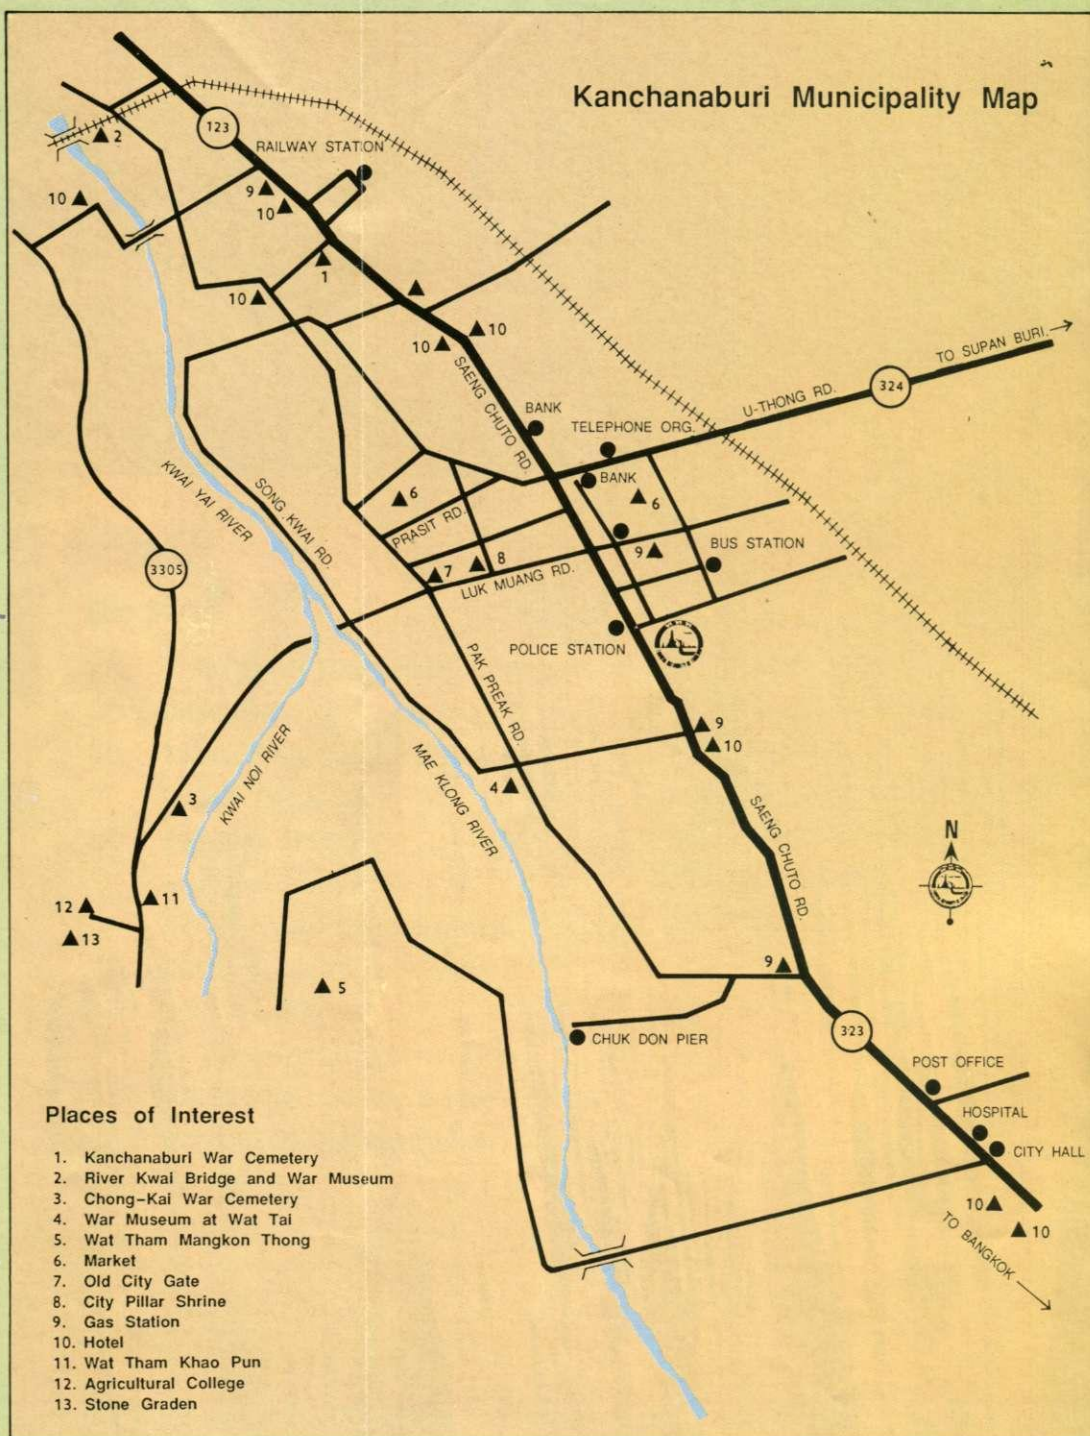 Kanchanaburi Municipality Map
123
RAILWAY STATION
2
9
10
10
1
10
10
10
SAENG CHUTO RD.
TO SUPAN BURI.
324
U-THONG RD.
BANK
TELEPHONE ORG.
BANK
6
6
PRASIT RD.
KWAI YAI RIVER
SONG KWAI RD.
3305
7
8
LUK MUANG RD.
9
BUS STATION
POLICE STATION
PAK PREAK RD.
9
10
KWAI NOI RIVER
MAE KLONG RIVER
4
3
SAENG CHUTO RD.
N
12
11
13
5
9
323
CHUK DON PIER
POST OFFICE
HOSPITAL
CITY HALL
10
10
TO BANGKOK
Places of Interest
1. Kanchanaburi War Cemetery
2. River Kwai Bridge and War Museum
3. Chong-Kai War Cemetery
4. War Museum at Wat Tai
5. Wat Tham Mangkon Thong
6. Market
7. Old City Gate
8. City Pillar Shrine
9. Gas Station
10. Hotel
11. Wat Tham Khao Pun
12. Agricultural College
13. Stone Graden